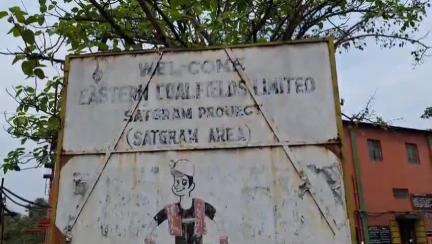 WEL-COME
EASTERN COALFIELDS LIMITED
SATGRAM PROJECT
(SATGRAM AREA)